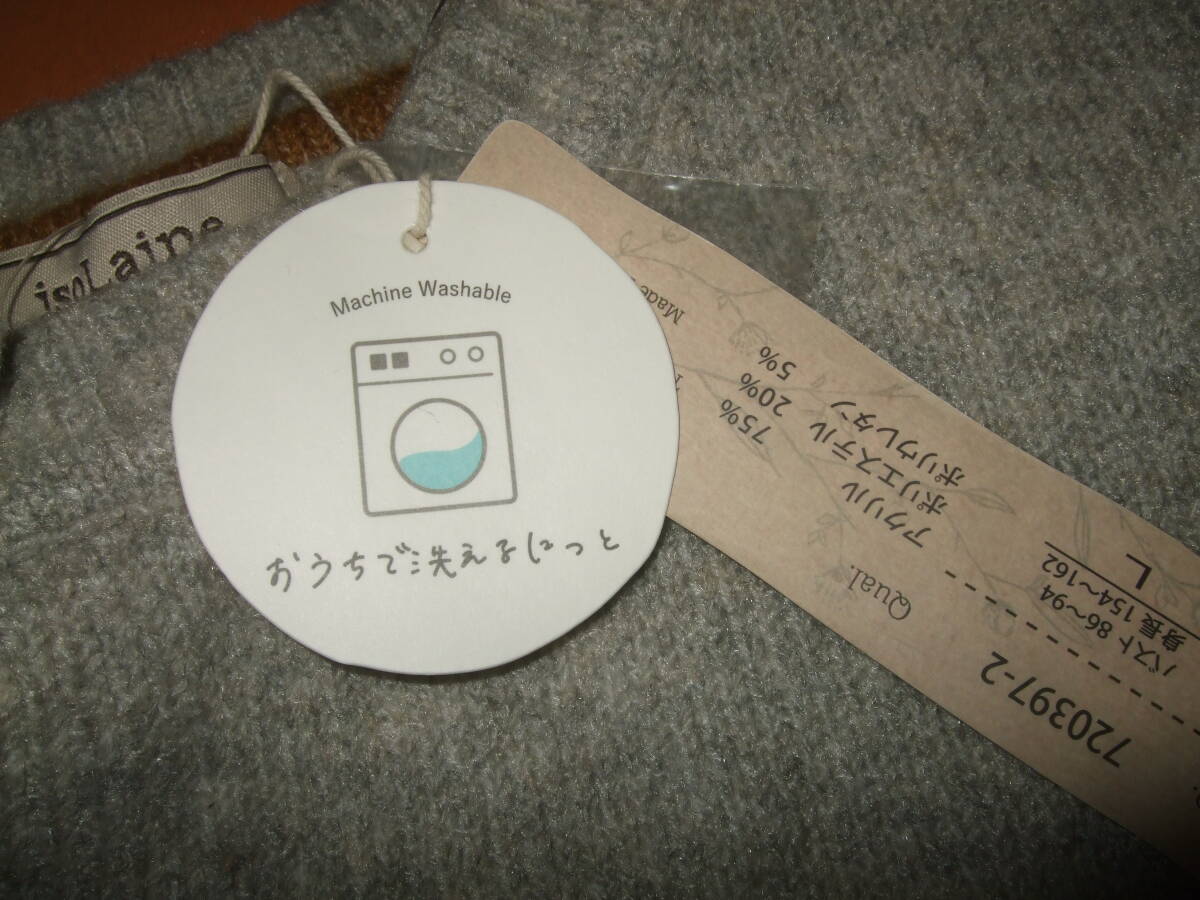 isoLaine
Machine Washable
おうちで洗えるにっと
720397-2
バスト 86~94
身長 154~162
L
Qual.
アクリル 75%
ポリエステル 20%
ポリウレタン 5%
Made